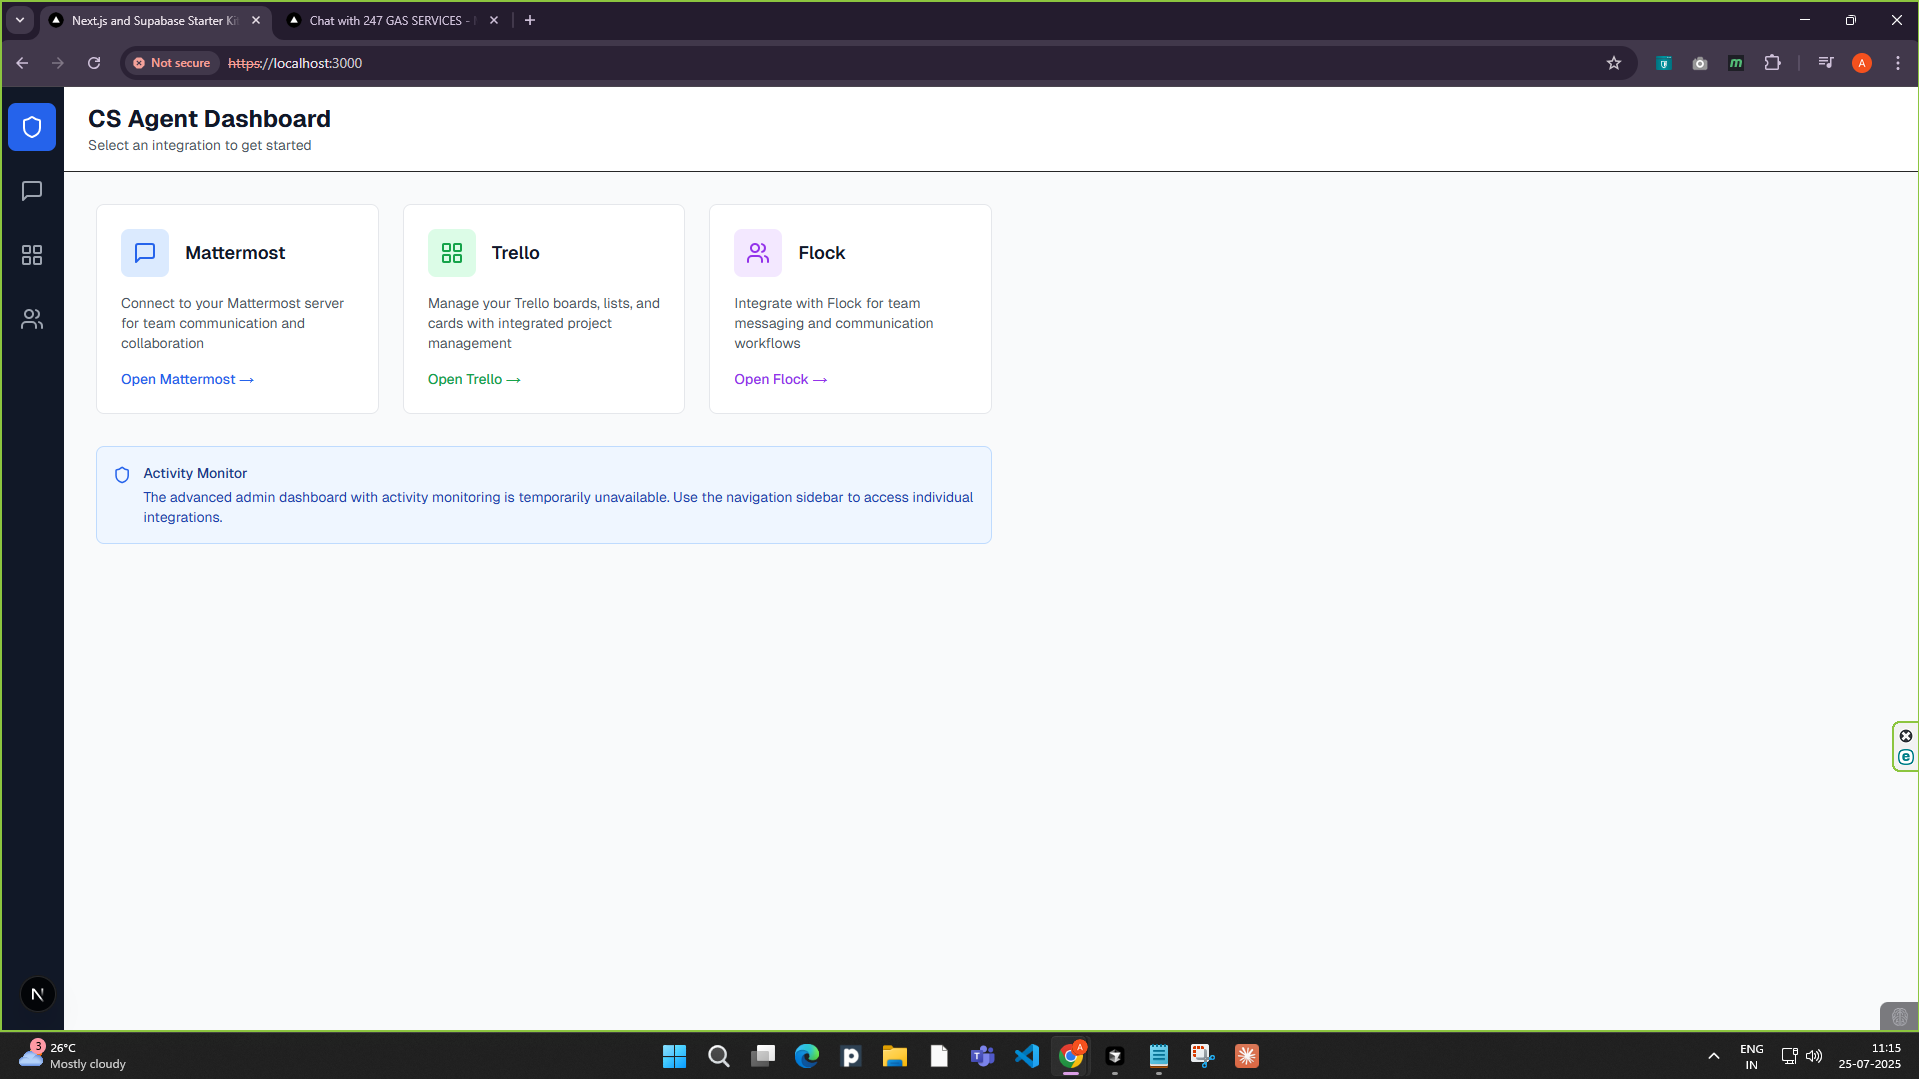 Next.js and Supabase Starter Ki
Chat with 247 GAS SERVICES -
Not secure
https://localhost:3000
A
CS Agent Dashboard
Select an integration to get started
Mattermost
Connect to your Mattermost server
for team communication and
collaboration
Open Mattermost →
Trello
Manage your Trello boards, lists, and
cards with integrated project
management
Open Trello →
Flock
Integrate with Flock for team
messaging and communication
workflows
Open Flock →
Activity Monitor
The advanced admin dashboard with activity monitoring is temporarily unavailable. Use the navigation sidebar to access individual
integrations.
N
3
26°C
Mostly cloudy
ENG
IN
11:15
25-07-2025